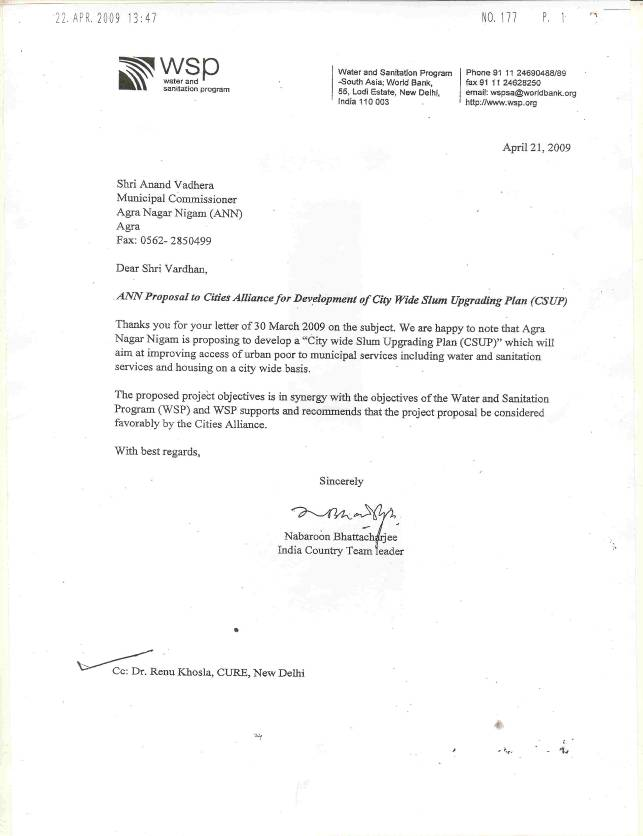 22. APR. 2009 13:47
NO. 177 P. 1
wsp
water and
sanitation program
Water and Sanitation Program
-South Asia; World Bank,
55, Lodi Estate, New Delhi,
India 110 003
Phone 91 11 24690488/89
fax 91 11 24628250
email: wspsa@worldbank.org
http://www.wsp.org
April 21, 2009
Shri Anand Vadhera
Municipal Commissioner
Agra Nagar Nigam (ANN)
Agra
Fax: 0562- 2850499
Dear Shri Vardhan,
ANN Proposal to Cities Alliance for Development of City Wide Slum Upgrading Plan (CSUP)
Thanks you for your letter of 30 March 2009 on the subject. We are happy to note that Agra
Nagar Nigam is proposing to develop a “City wide Slum Upgrading Plan (CSUP)” which will
aim at improving access of urban poor to municipal services including water and sanitation
services and housing on a city wide basis.
The proposed project objectives is in synergy with the objectives of the Water and Sanitation
Program (WSP) and WSP supports and recommends that the project proposal be considered
favorably by the Cities Alliance.
With best regards,
Sincerely
Nabaroon Bhattacharjee
India Country Team leader
Cc: Dr. Renu Khosla, CURE, New Delhi